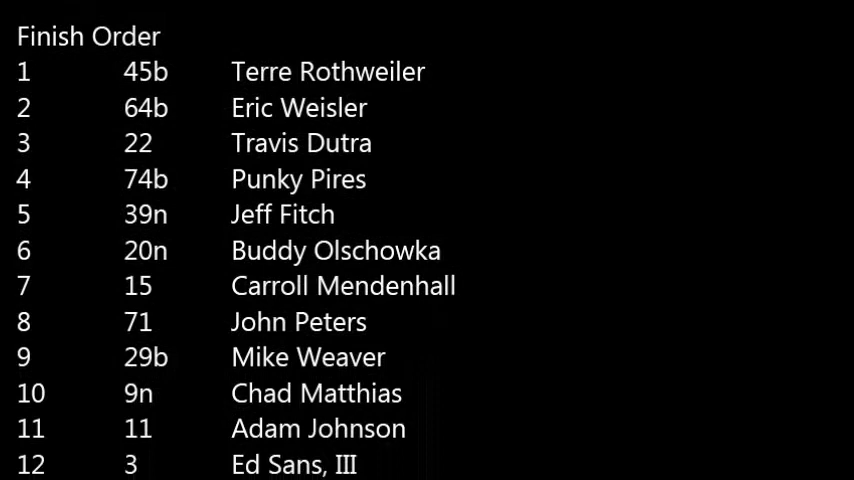 Finish Order
1 45b Terre Rothweiler
2 64b Eric Weisler
3 22 Travis Dutra
4 74b Punky Pires
5 39n Jeff Fitch
6 20n Buddy Olschowka
7 15 Carroll Mendenhall
8 71 John Peters
9 29b Mike Weaver
10 9n Chad Matthias
11 11 Adam Johnson
12 3 Ed Sans, III